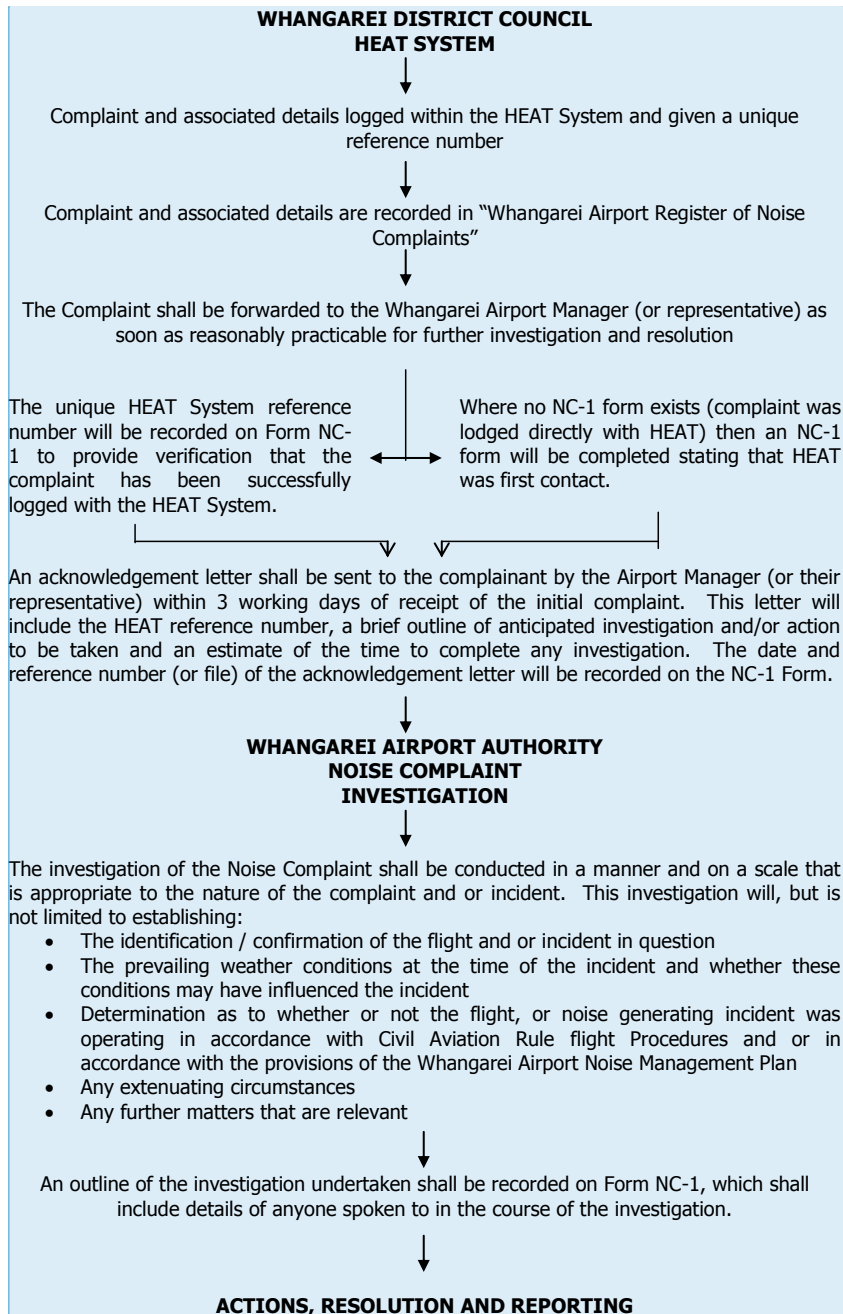 WHANGAREI DISTRICT COUNCIL
HEAT SYSTEM
Complaint and associated details logged within the HEAT System and given a unique
reference number
Complaint and associated details are recorded in “Whangarei Airport Register of Noise
Complaints”
The Complaint shall be forwarded to the Whangarei Airport Manager (or representative) as
soon as reasonably practicable for further investigation and resolution
The unique HEAT System reference
number will be recorded on Form NC-
1 to provide verification that the
complaint has been successfully
logged with the HEAT System.
Where no NC-1 form exists (complaint was
lodged directly with HEAT) then an NC-1
form will be completed stating that HEAT
was first contact.
An acknowledgement letter shall be sent to the complainant by the Airport Manager (or their
representative) within 3 working days of receipt of the initial complaint. This letter will
include the HEAT reference number, a brief outline of anticipated investigation and/or action
to be taken and an estimate of the time to complete any investigation. The date and
reference number (or file) of the acknowledgement letter will be recorded on the NC-1 Form.
WHANGAREI AIRPORT AUTHORITY
NOISE COMPLAINT
INVESTIGATION
The investigation of the Noise Complaint shall be conducted in a manner and on a scale that
is appropriate to the nature of the complaint and or incident. This investigation will, but is
not limited to establishing:
• The identification / confirmation of the flight and or incident in question
• The prevailing weather conditions at the time of the incident and whether these
conditions may have influenced the incident
• Determination as to whether or not the flight, or noise generating incident was
operating in accordance with Civil Aviation Rule flight Procedures and or in
accordance with the provisions of the Whangarei Airport Noise Management Plan
• Any extenuating circumstances
• Any further matters that are relevant
An outline of the investigation undertaken shall be recorded on Form NC-1, which shall
include details of anyone spoken to in the course of the investigation.
ACTIONS, RESOLUTION AND REPORTING